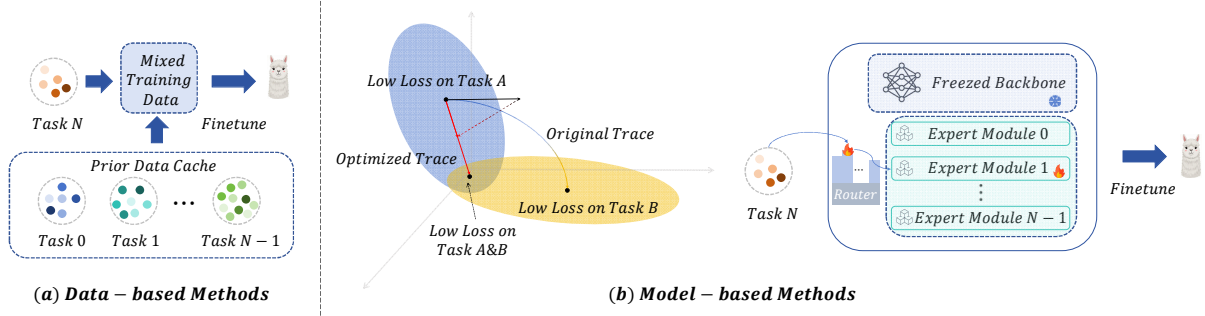 Mixed
Training
Data
Task N
Finetune
Prior Data Cache
Task 0
Task 1
...
Task N − 1
(a) Data − based Methods
Low Loss on Task A
Original Trace
Optimized Trace
Low Loss on Task B
Low Loss on
Task A&B
Freezed Backbone
Expert Module 0
Expert Module 1
...
Router
Expert Module N − 1
Task N
Finetune
(b) Model − based Methods